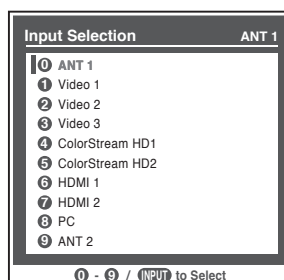 Input Selection ANT 1
0 ANT 1
1 Video 1
2 Video 2
3 Video 3
4 ColorStream HD1
5 ColorStream HD2
6 HDMI 1
7 HDMI 2
8 PC
9 ANT 2
0 - 9 / INPUT to Select